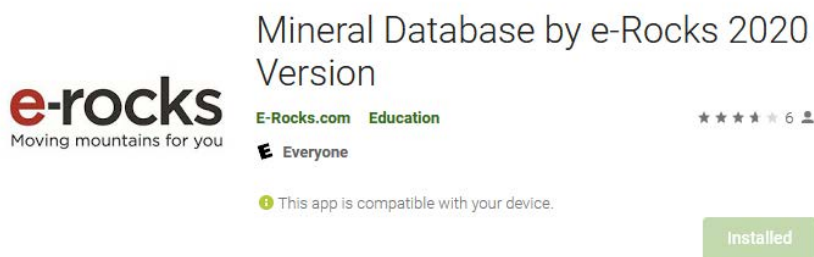 Mineral Database by e-Rocks 2020
Version
e-rocks
Moving mountains for you
E-Rocks.com Education
6
E Everyone
This app is compatible with your device.
Installed